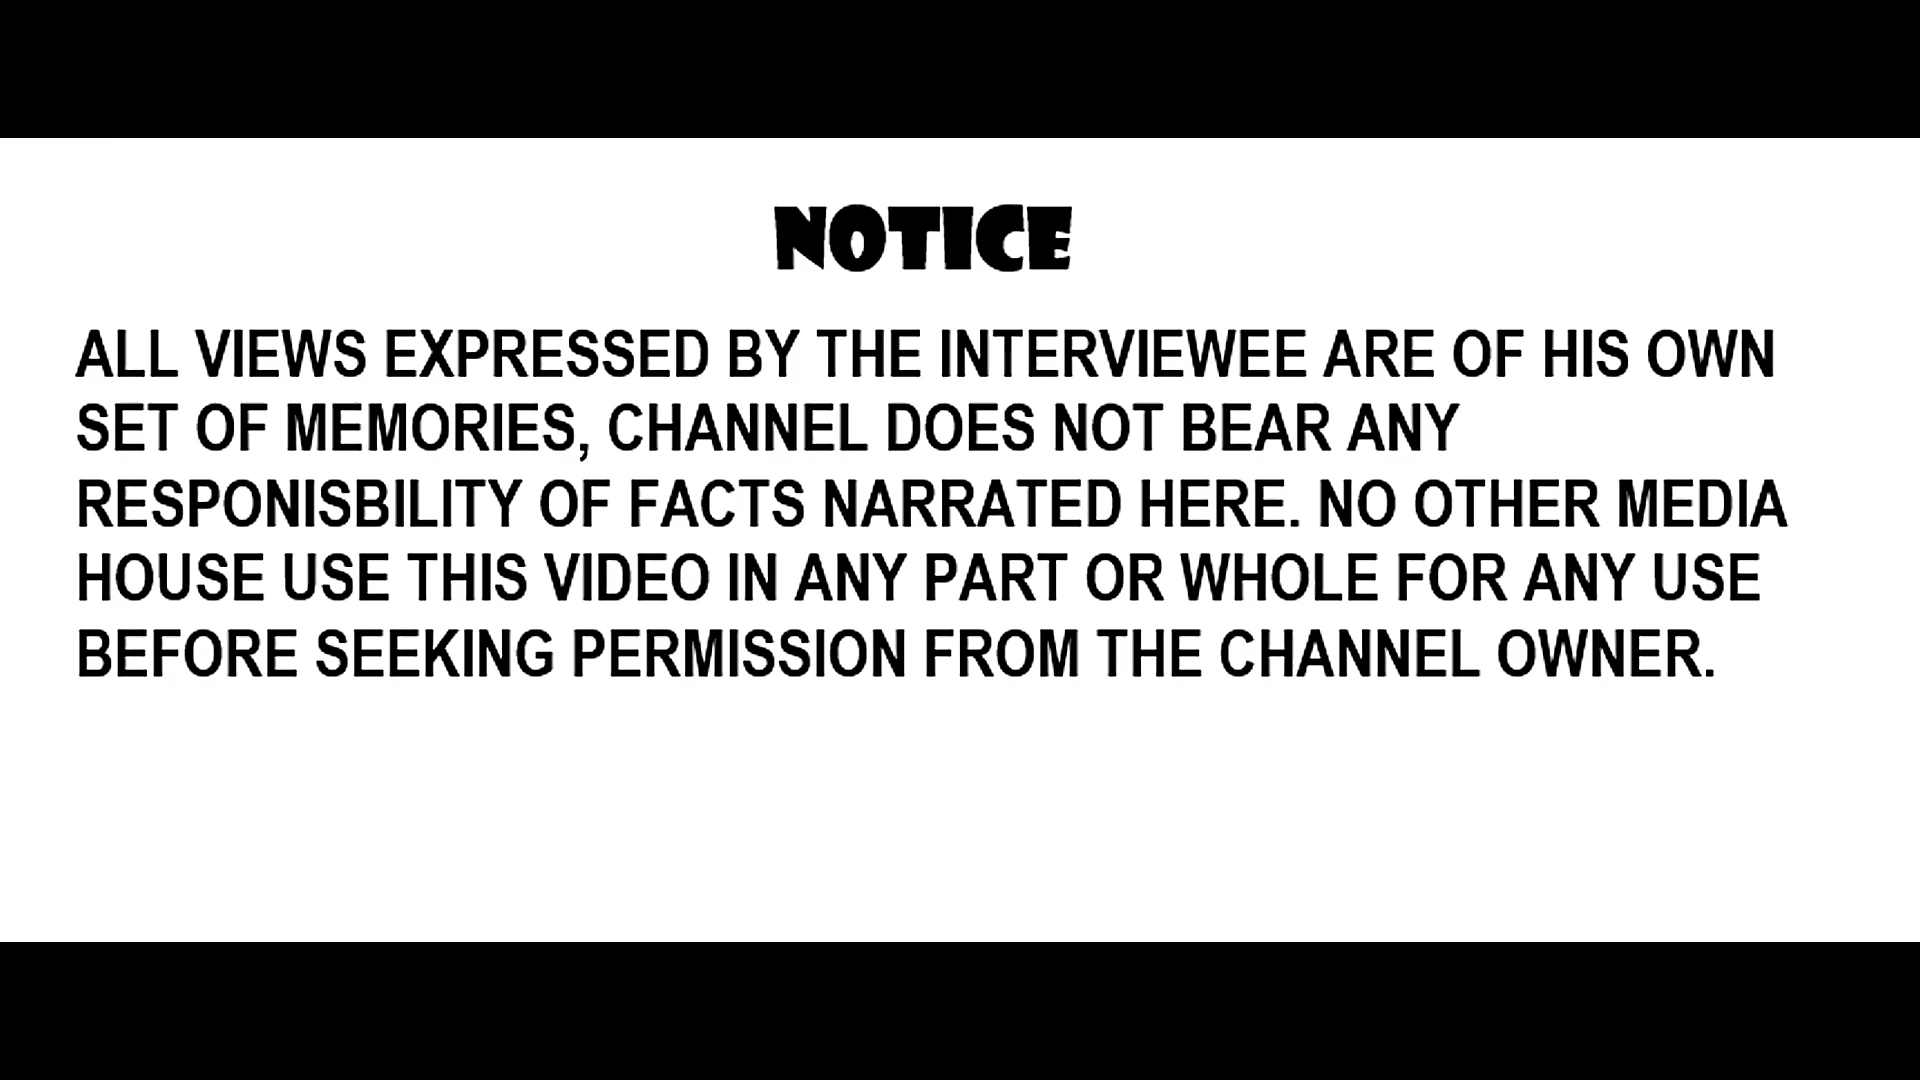 NOTICE
ALL VIEWS EXPRESSED BY THE INTERVIEWEE ARE OF HIS OWN
SET OF MEMORIES, CHANNEL DOES NOT BEAR ANY
RESPONISBILITY OF FACTS NARRATED HERE. NO OTHER MEDIA
HOUSE USE THIS VIDEO IN ANY PART OR WHOLE FOR ANY USE
BEFORE SEEKING PERMISSION FROM THE CHANNEL OWNER.